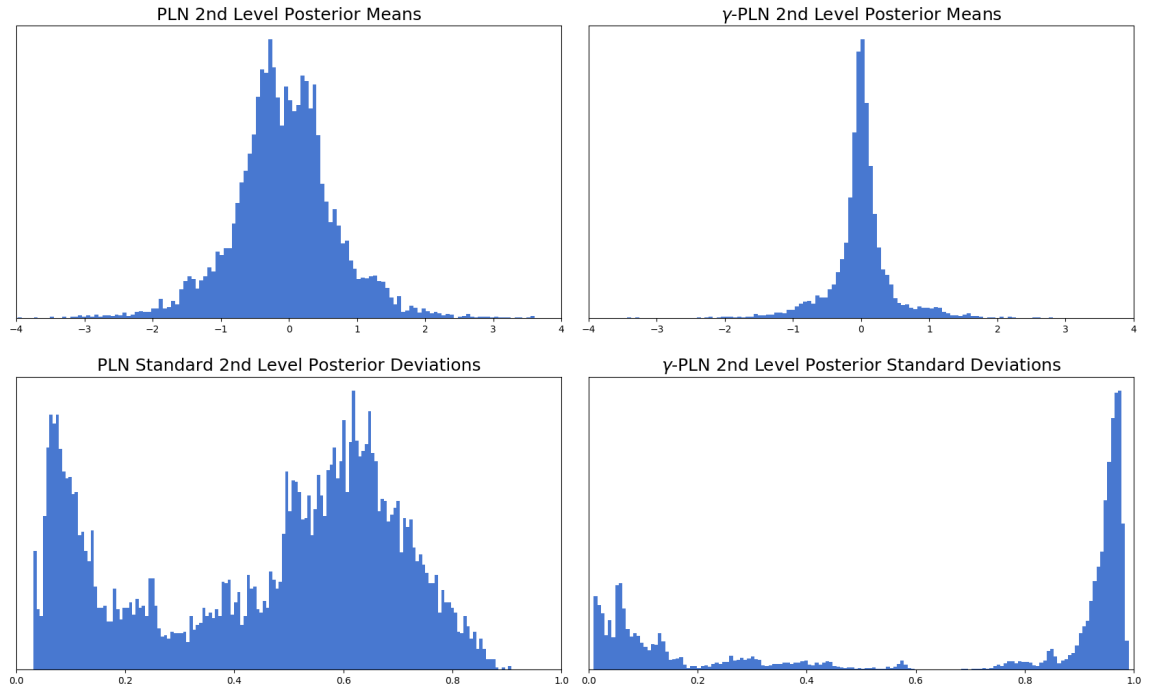 PLN 2nd Level Posterior Means
−4 −3 −2 −1 0 1 2 3 4
γ-PLN 2nd Level Posterior Means
−4 −3 −2 −1 0 1 2 3 4
PLN Standard 2nd Level Posterior Deviations
0.0 0.2 0.4 0.6 0.8 1.0
γ-PLN 2nd Level Posterior Standard Deviations
0.0 0.2 0.4 0.6 0.8 1.0